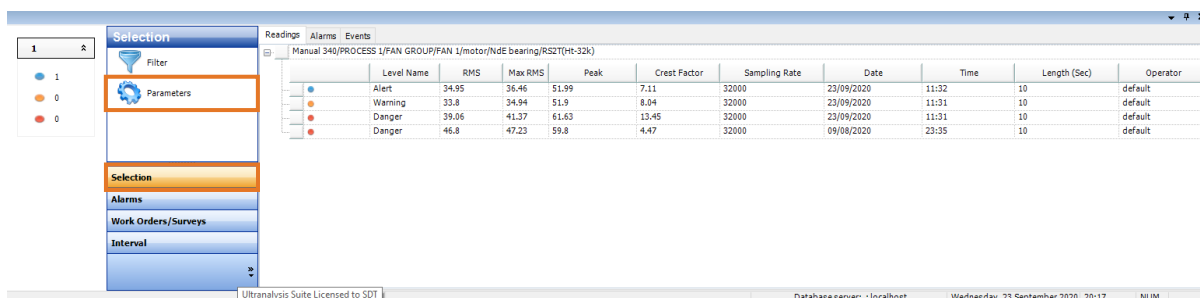 1
1
0
0
Selection
Filter
Parameters
Selection
Alarms
Work Orders/Surveys
Interval
Readings Alarms Events
Manual 340/PROCESS 1/FAN GROUP/FAN 1/motor/NdE bearing/RS2T(Ht-32k)
Level Name RMS Max RMS Peak Crest Factor Sampling Rate Date Time Length (Sec) Operator
Alert 34.95 36.46 51.99 7.11 32000 23/09/2020 11:32 10 default
Warning 33.8 34.94 51.9 8.04 32000 23/09/2020 11:31 10 default
Danger 39.06 41.37 61.63 13.45 32000 23/09/2020 11:31 10 default
Danger 46.8 47.23 59.8 4.47 32000 09/08/2020 23:35 10 default
Ultranalysis Suite Licensed to SDT
Database server: : localhost Wednesday, 23 September 2020 20:17 NUM